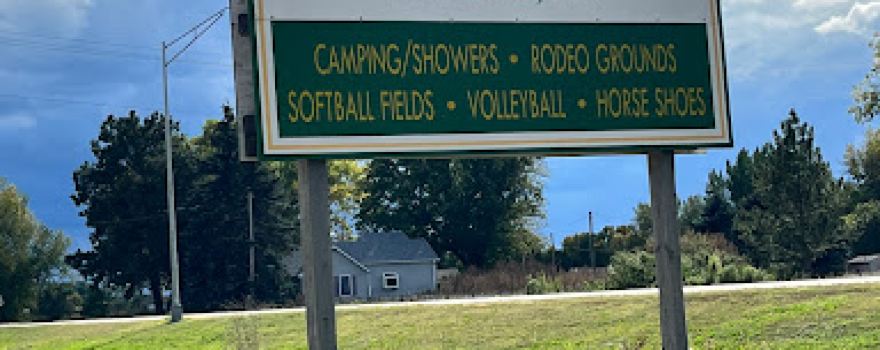 CAMPING/SHOWERS • RODEO GROUNDS
SOFTBALL FIELDS • VOLLEYBALL • HORSE SHOES